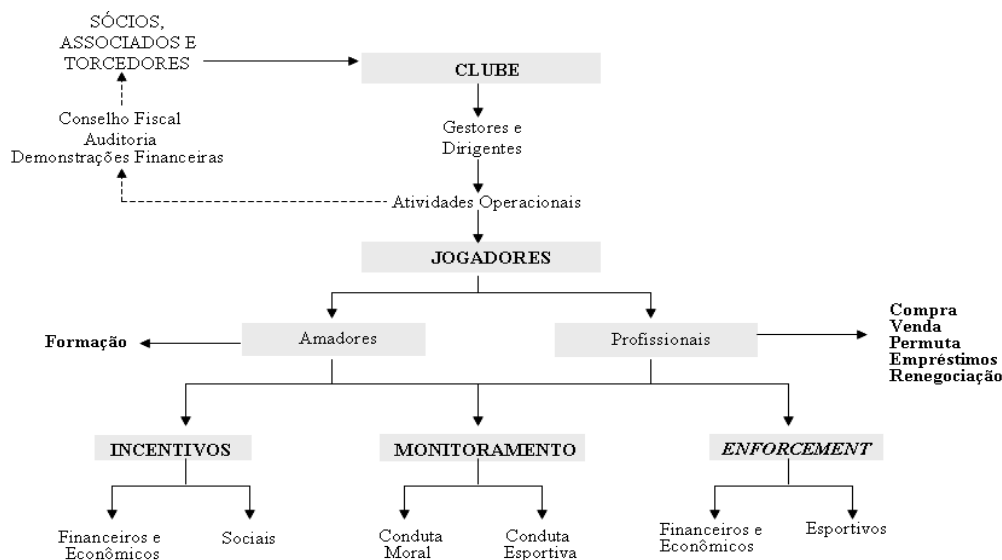 SÓCIOS,
ASSOCIADOS E
TORCEDORES
CLUBE
Conselho Fiscal
Auditoria
Demonstrações Financeiras
Gestores e
Dirigentes
Atividades Operacionais
JOGADORES
Formação
Amadores
Profissionais
Compra
Venda
Permuta
Empréstimos
Renegociação
INCENTIVOS
MONITORAMENTO
ENFORCEMENT
Financeiros e
Econômicos
Sociais
Conduta
Moral
Conduta
Esportiva
Financeiros e
Econômicos
Esportivos